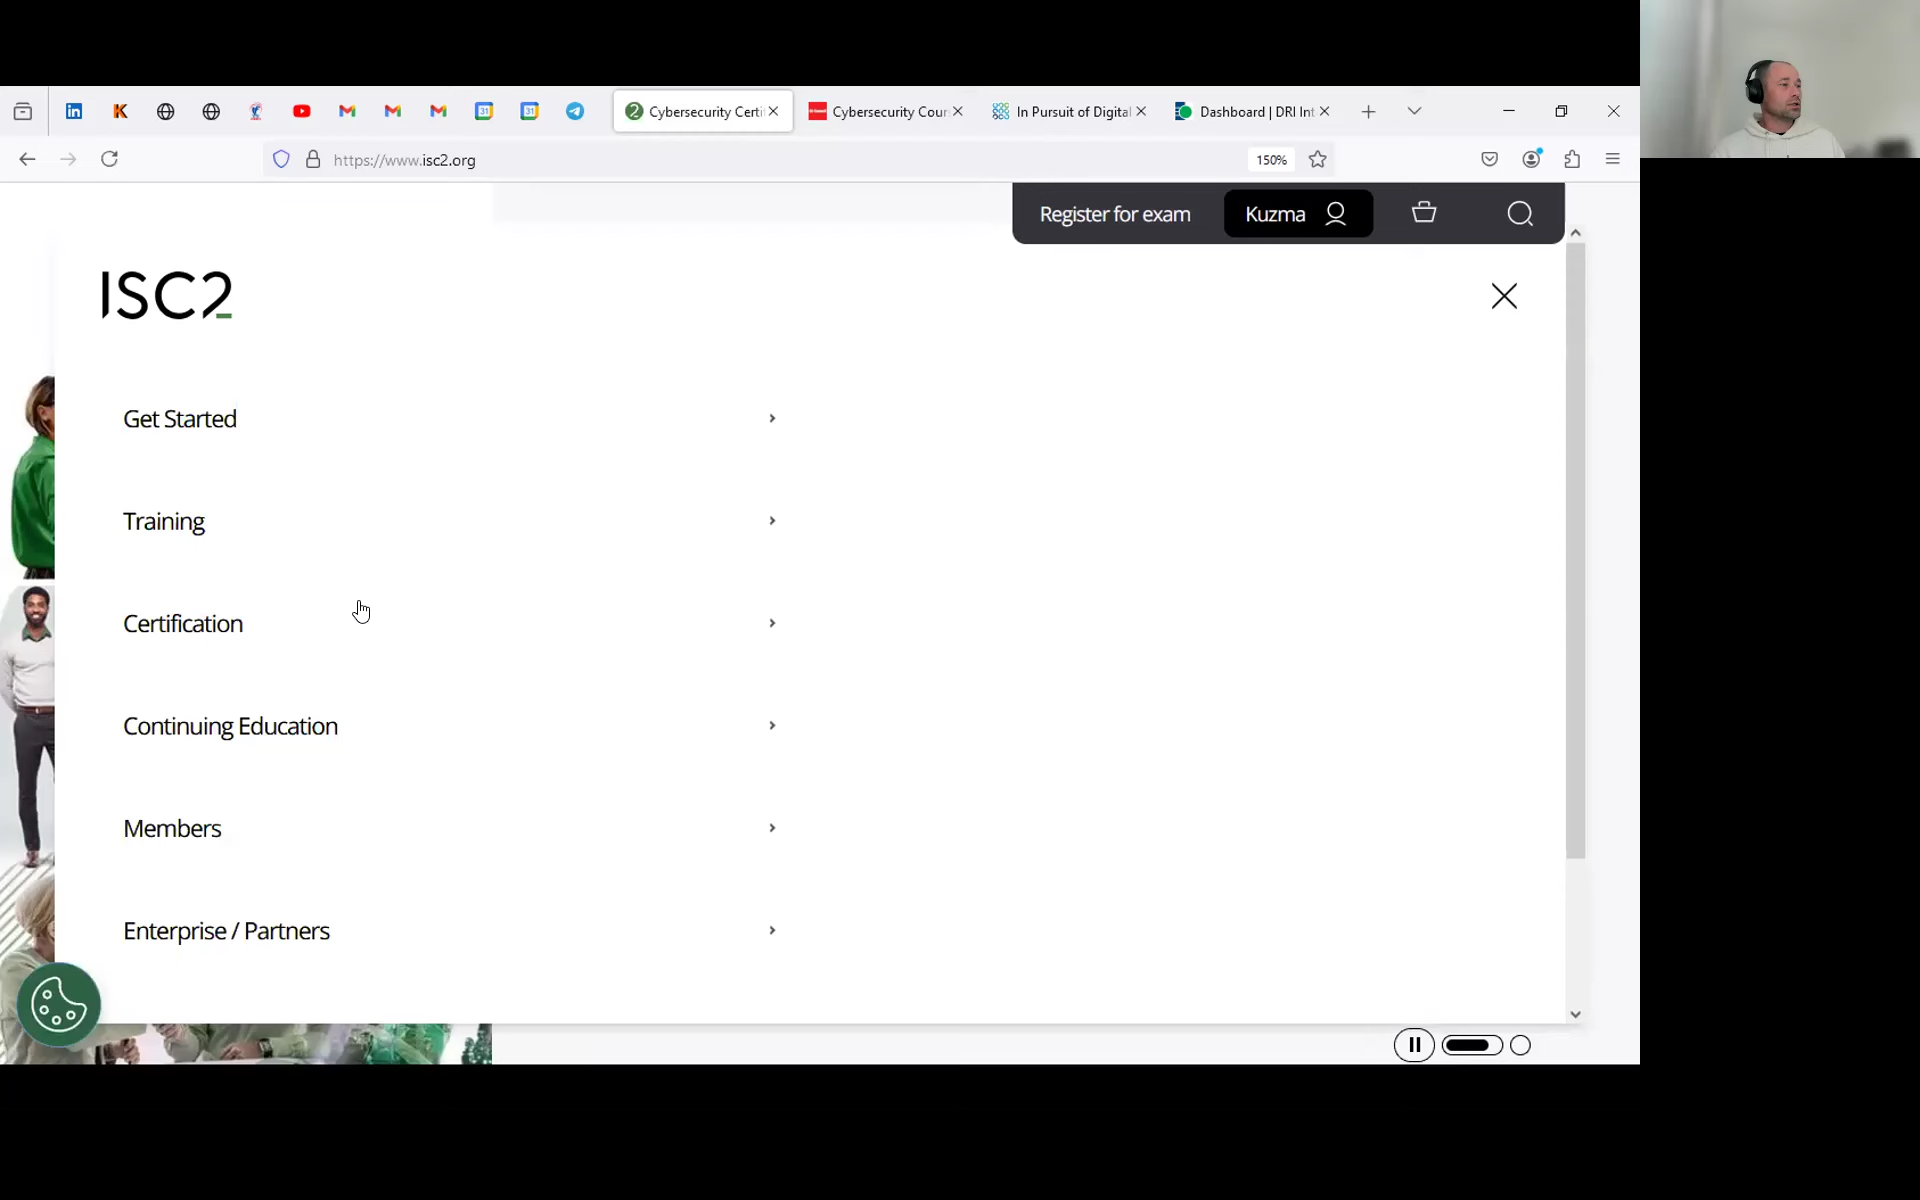 Cybersecurity Certi
Cybersecurity Cour
In Pursuit of Digital
Dashboard | DRI Int
https://www.isc2.org
150%
Register for exam
Kuzma
ISC2
Get Started
Training
Certification
Continuing Education
Members
Enterprise / Partners